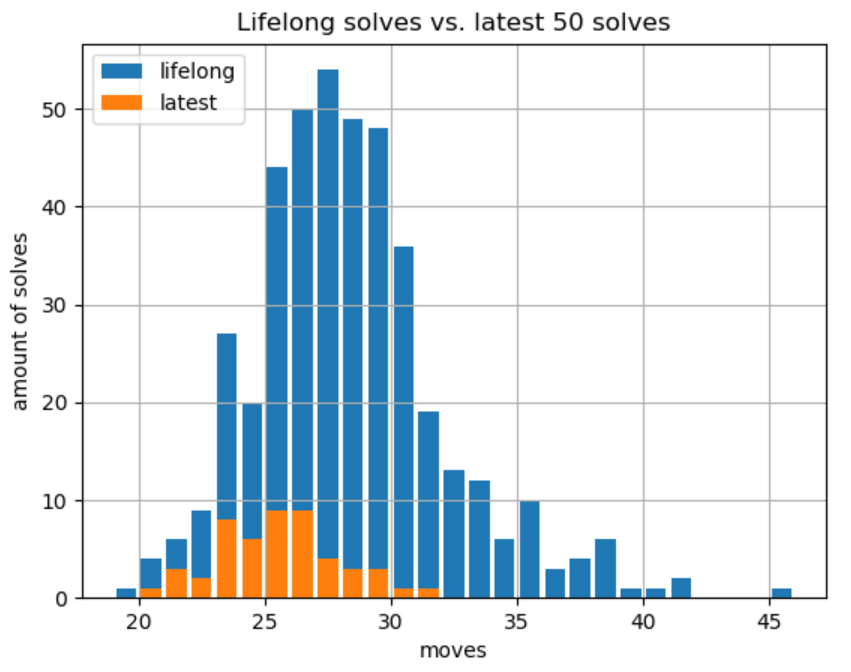 Lifelong solves vs. latest 50 solves
lifelong
latest
50
40
30
20
10
0
amount of solves
20 25 30 35 40 45
moves